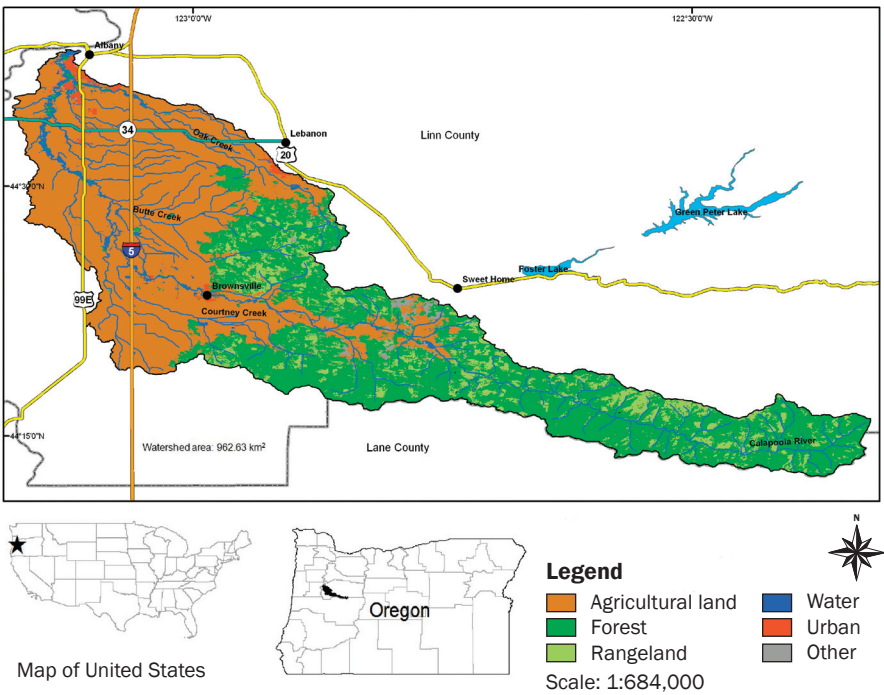 123°0'0"W
122°30'0"W
Albany
34
Oak Creek
Lebanon
20
Linn County
44°30'0"N
Butte Creek
Green Peter Lake
5
Foster Lake
Sweet Home
Brownsville
99E
Courtney Creek
44°15'0"N
Watershed area: 962.63 km²
Lane County
Calapooia River
N
Oregon
Map of United States
Legend
Agricultural land
Water
Forest
Urban
Rangeland
Other
Scale: 1:684,000